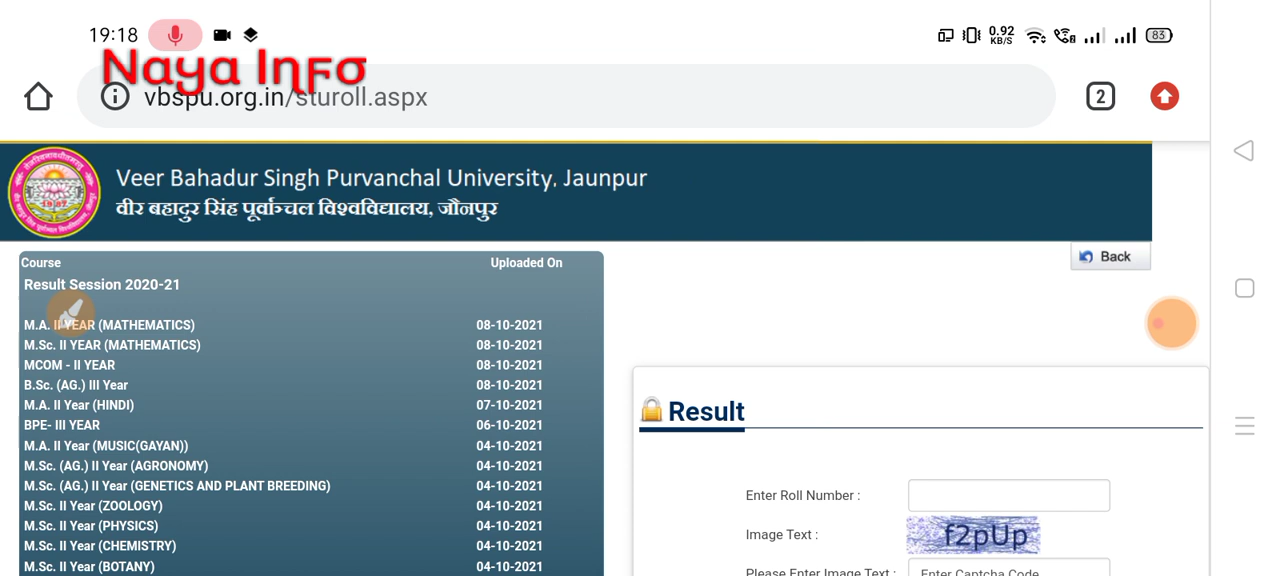 19:18
0.92
KB/S
83
Naya Info
vbspu.org.in/sturoll.aspx
2
Veer Bahadur Singh Purvanchal University, Jaunpur
वीर बहादुर सिंह पूर्वाञ्चल विश्वविद्यालय, जौनपुर
1987
Back
Course Uploaded On
Result Session 2020-21
M.A. II YEAR (MATHEMATICS) 08-10-2021
M.Sc. II YEAR (MATHEMATICS) 08-10-2021
MCOM - II YEAR 08-10-2021
B.Sc. (AG.) III Year 08-10-2021
M.A. II Year (HINDI) 07-10-2021
BPE- III YEAR 06-10-2021
M.A. II Year (MUSIC(GAYAN)) 04-10-2021
M.Sc. (AG.) II Year (AGRONOMY) 04-10-2021
M.Sc. (AG.) II Year (GENETICS AND PLANT BREEDING) 04-10-2021
M.Sc. II Year (ZOOLOGY) 04-10-2021
M.Sc. II Year (PHYSICS) 04-10-2021
M.Sc. II Year (CHEMISTRY) 04-10-2021
M.Sc. II Year (BOTANY) 04-10-2021
Result
Enter Roll Number :
Image Text : f2pUp
Please Enter Image Text : Enter Captcha Code